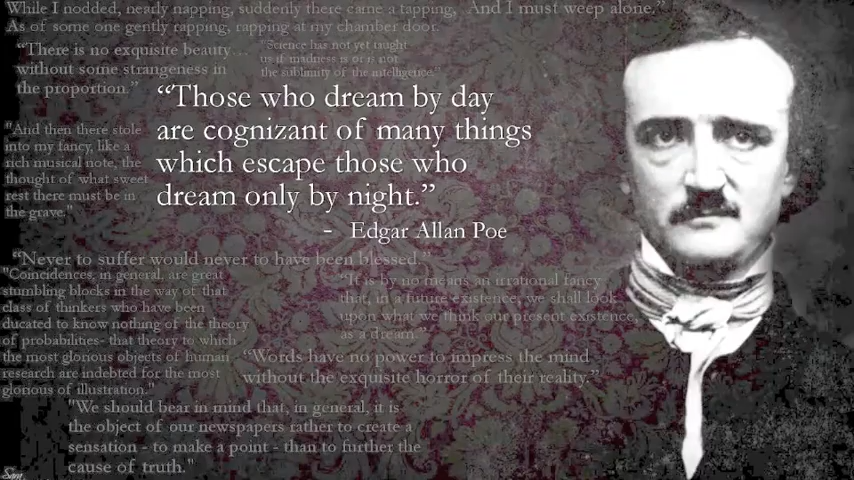 While I nodded, nearly napping, suddenly there came a tapping,
As of some one gently rapping, rapping at my chamber door.
And I must weep alone.”
“There is no exquisite beauty…
without some strangeness in
the proportion.”
“Science has not yet taught
us if madness is or is not
the sublimity of the intelligence.”
“Those who dream by day
are cognizant of many things
which escape those who
dream only by night.”
- Edgar Allan Poe
"And then there stole
into my fancy, like a
rich musical note, the
thought of what sweet
rest there must be in
the grave."
“Never to suffer would never to have been blessed.”
"Coincidences, in general, are great
stumbling blocks in the way of that
class of thinkers who have been
ducated to know nothing of the theory
of probabilities- that theory to which
the most glorious objects of human
research are indebted for the most
glorious of illustration."
“It is by no means an irrational fancy
that, in a future existence, we shall look
upon what we think our present existence,
as a dream.”
“Words have no power to impress the mind
without the exquisite horror of their reality.”
"We should bear in mind that, in general, it is
the object of our newspapers rather to create a
sensation - to make a point - than to further the
cause of truth."